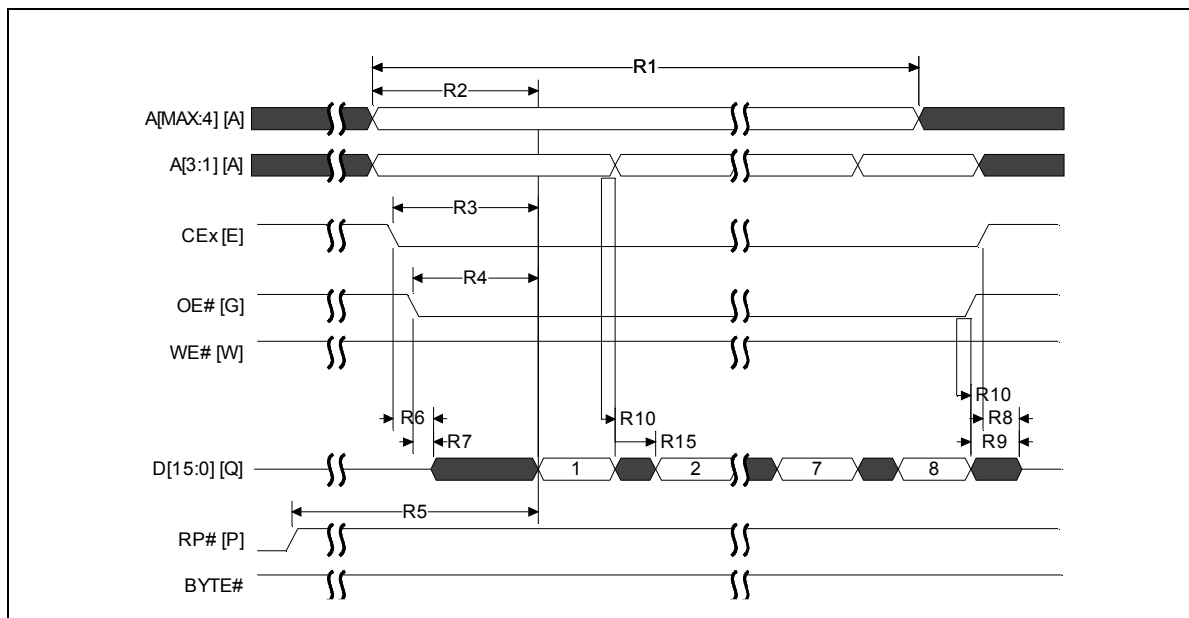 R1
R2
A[MAX:4] [A]
A[3:1] [A]
R3
CEx [E]
R4
OE# [G]
WE# [W]
R10
R6
R10
R8
R7
R15
R9
D[15:0] [Q]
1
2
7
8
R5
RP# [P]
BYTE#